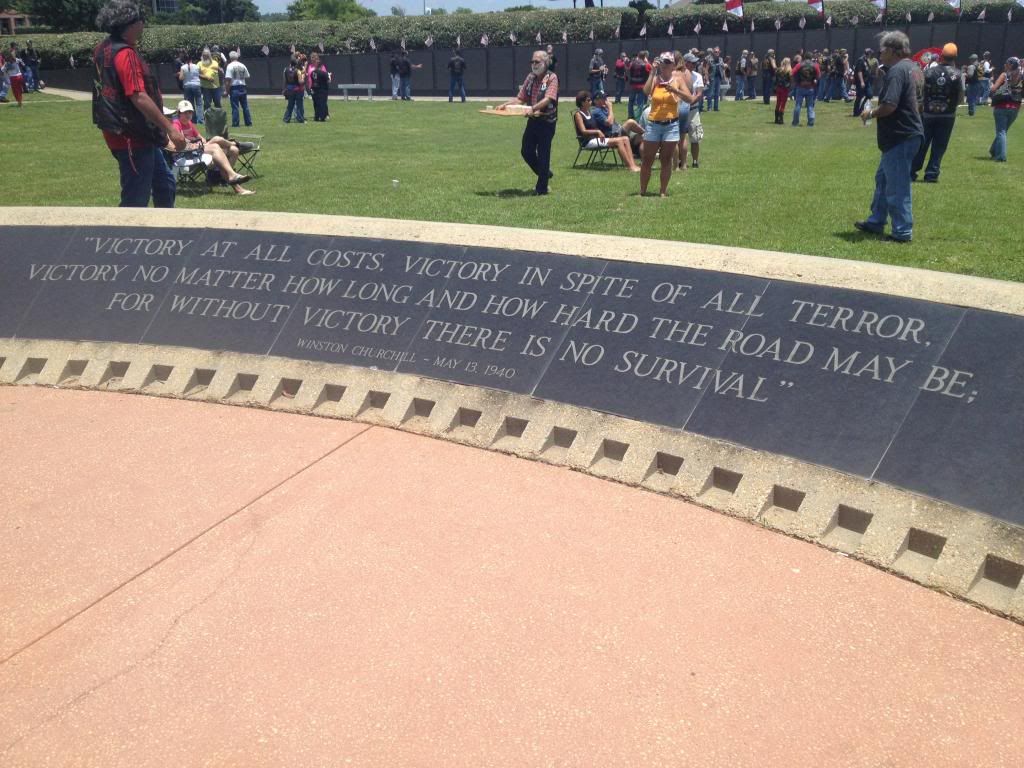 "VICTORY AT ALL COSTS, VICTORY IN SPITE OF ALL TERROR,
VICTORY NO MATTER HOW LONG AND HOW HARD THE ROAD MAY BE;
FOR WITHOUT VICTORY THERE IS NO SURVIVAL"
WINSTON CHURCHILL - MAY 13, 1940